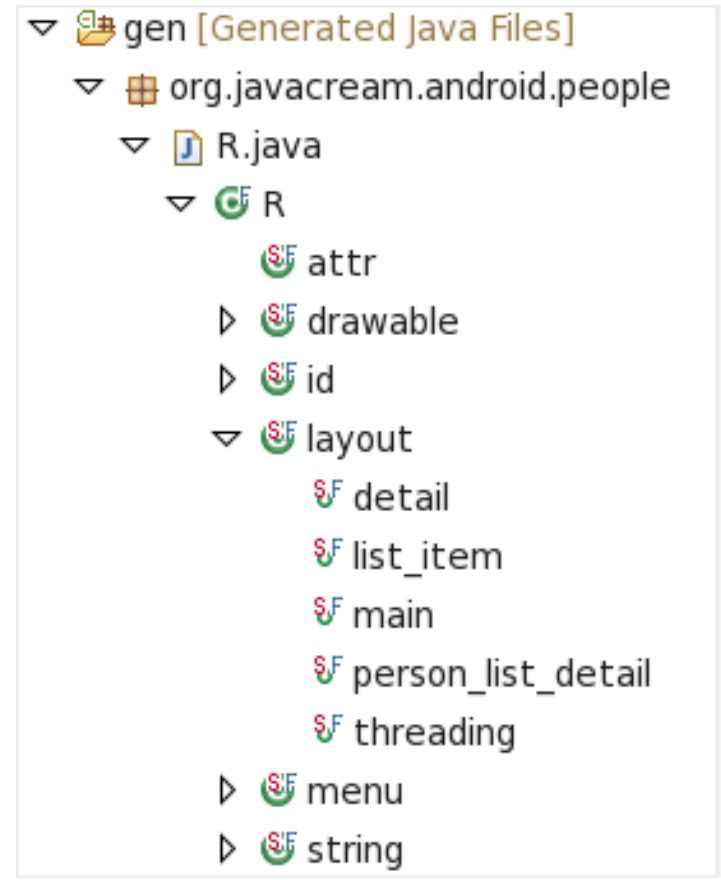 gen [Generated Java Files]
org.javacream.android.people
R.java
R
attr
drawable
id
layout
detail
list_item
main
person_list_detail
threading
menu
string